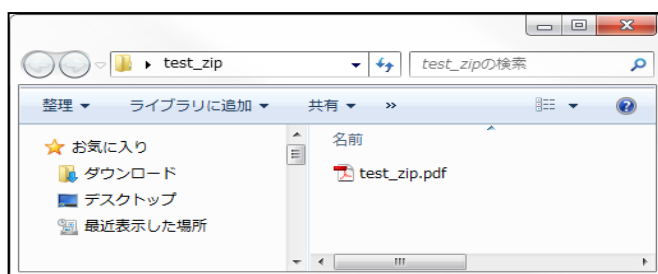 test_zip
test_zipの検索
整理 ライブラリに追加 共有 »
お気に入り
ダウンロード
デスクトップ
最近表示した場所
名前
test_zip.pdf